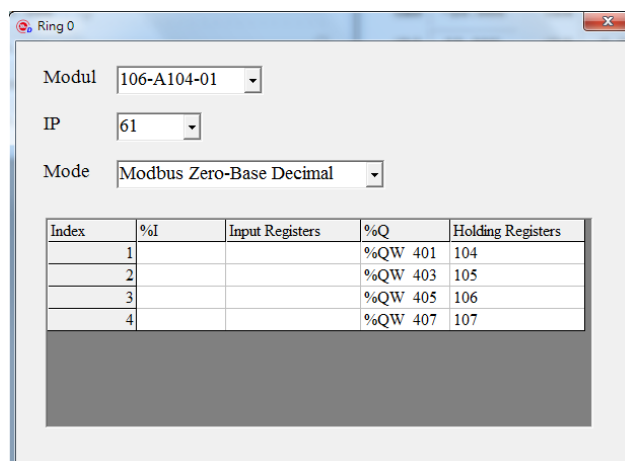 Ring 0
Modul 106-A104-01
IP 61
Mode Modbus Zero-Base Decimal
Index %I Input Registers %Q Holding Registers
1 %QW 401 104
2 %QW 403 105
3 %QW 405 106
4 %QW 407 107